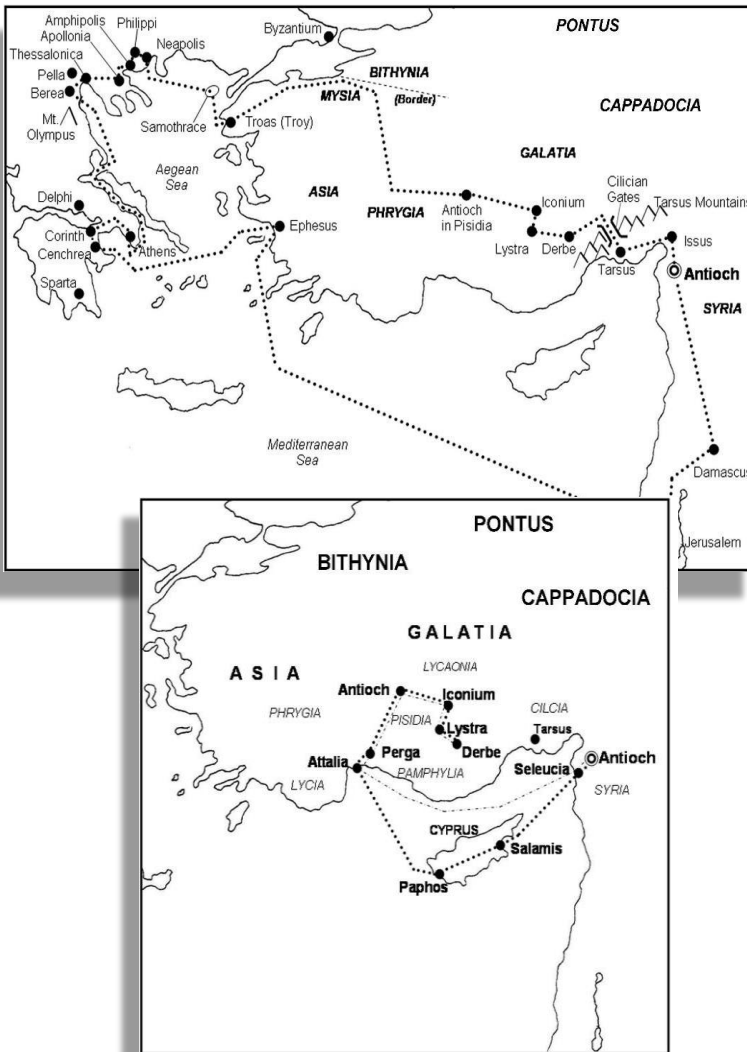 Amphipolis
Philippi
Apollonia
Neapolis
Byzantium
PONTUS
Thessalonica
Pella
BITHYNIA
Berea
MYSIA
(Border)
CAPPADOCIA
Mt.
Olympus
Samothrace
Troas (Troy)
Aegean
Sea
GALATIA
Cilician
Gates
Tarsus Mountains
Delphi
ASIA
PHRYGIA
Antioch
in Pisidia
Iconium
Corinth
Ephesus
Cenchrea
Athens
Lystra
Derbe
Tarsus
Issus
Antioch
Sparta
SYRIA
Mediterranean
Sea
Damascus
Jerusalem
PONTUS
BITHYNIA
CAPPADOCIA
GALATIA
LYCAONIA
ASIA
Antioch
Iconium
PHRYGIA
PISIDIA
CILCIA
Lystra
Tarsus
Perga
Derbe
Attalia
Antioch
PAMPHYLIA
Seleucia
LYCIA
SYRIA
CYPRUS
Salamis
Paphos